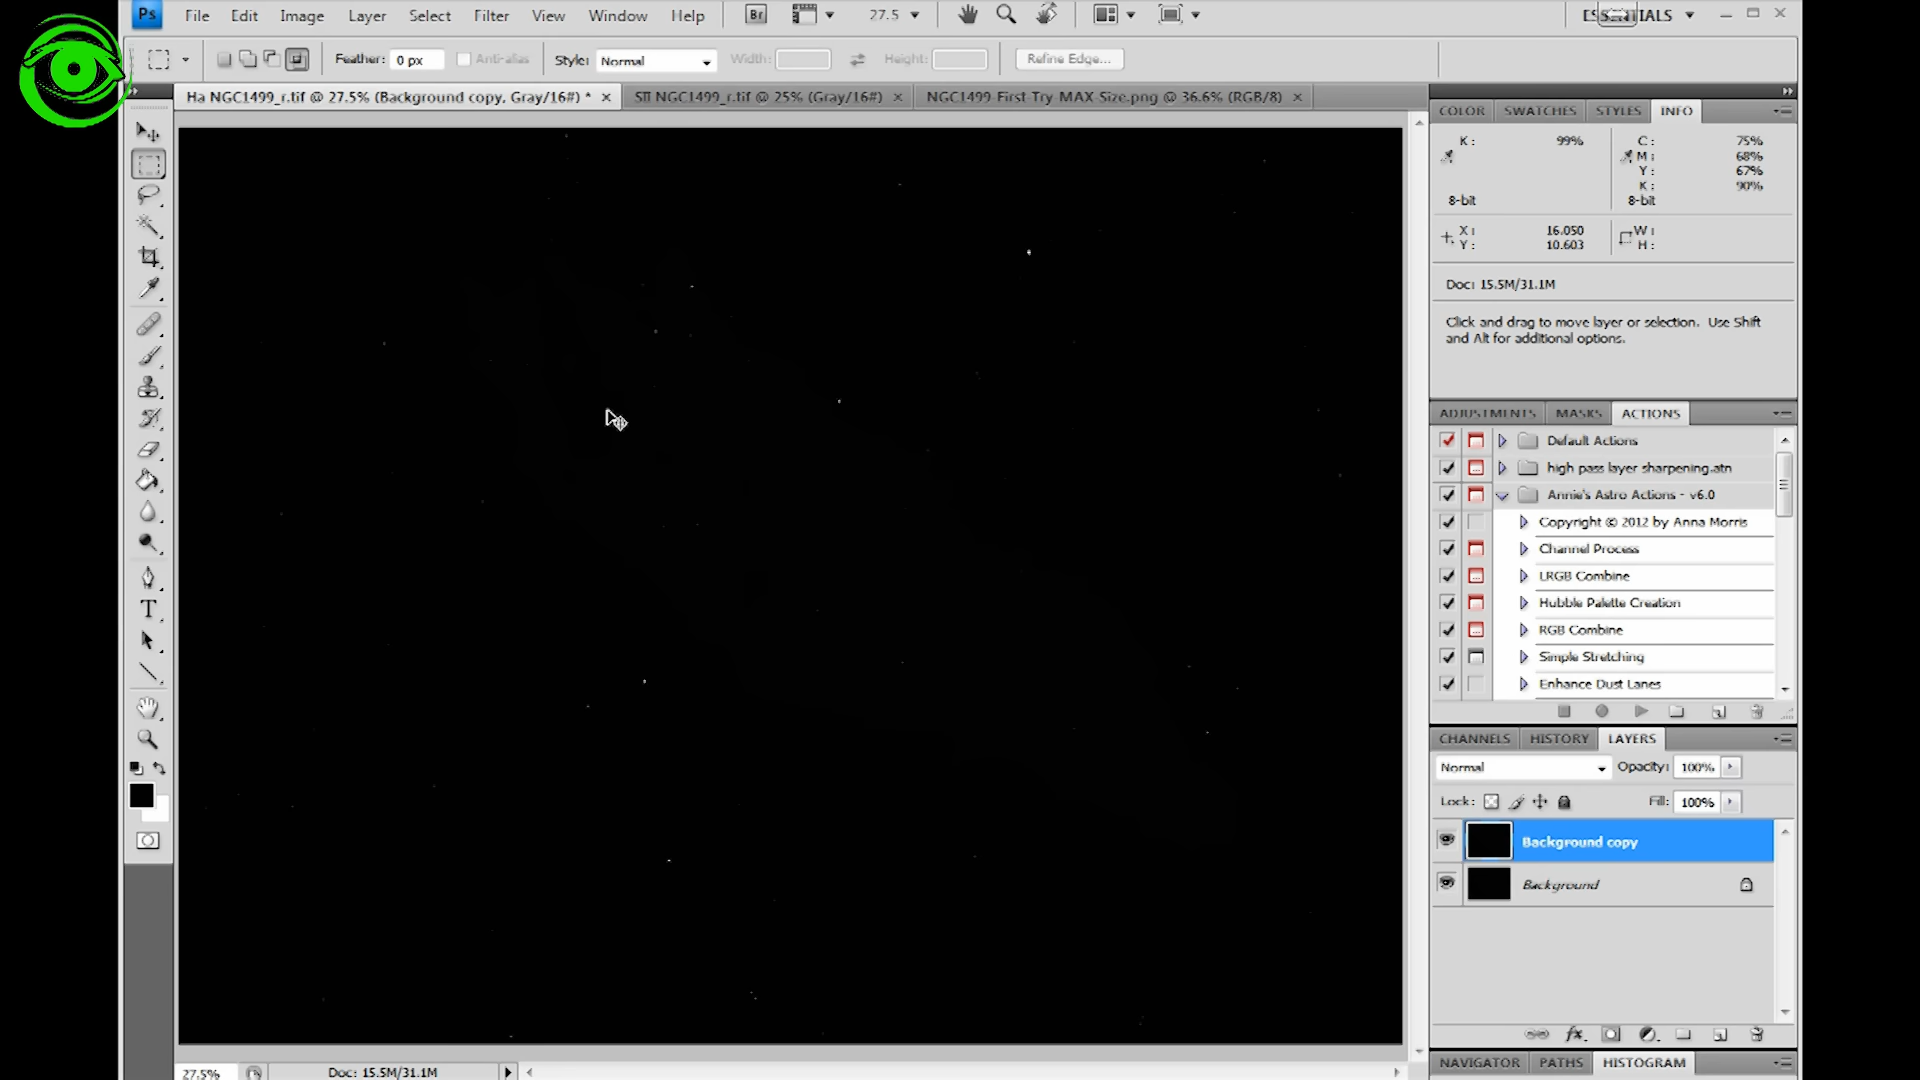 Ps File Edit Image Layer Select Filter View Window Help Br 27.5
Feather: 0 px Anti-alias Style: Normal Width: Height: Refine Edge...
Ha NGC1499_r.tif @ 27.5% (Background copy, Gray/16#) * SII NGC1499_r.tif @ 25% (Gray/16#) NGC1499-First-Try-MAX-Size.png @ 36.6% (RGB/8)
COLOR SWATCHES STYLES INFO
K: 99% C: 75%
M: 68%
Y: 67%
K: 90%
8-bit 8-bit
X: 16.050 W:
Y: 10.603 H:
Doc: 15.5M/31.1M
Click and drag to move layer or selection. Use Shift
and Alt for additional options.
ADJUSTMENTS MASKS ACTIONS
Default Actions
high pass layer sharpening.atn
Annie's Astro Actions - v6.0
Copyright © 2012 by Anna Morris
Channel Process
LRGB Combine
Hubble Palette Creation
RGB Combine
Simple Stretching
Enhance Dust Lanes
CHANNELS HISTORY LAYERS
Normal Opacity: 100%
Lock: Fill: 100%
Background copy
Background
NAVIGATOR PATHS HISTOGRAM
27.5% Doc: 15.5M/31.1M